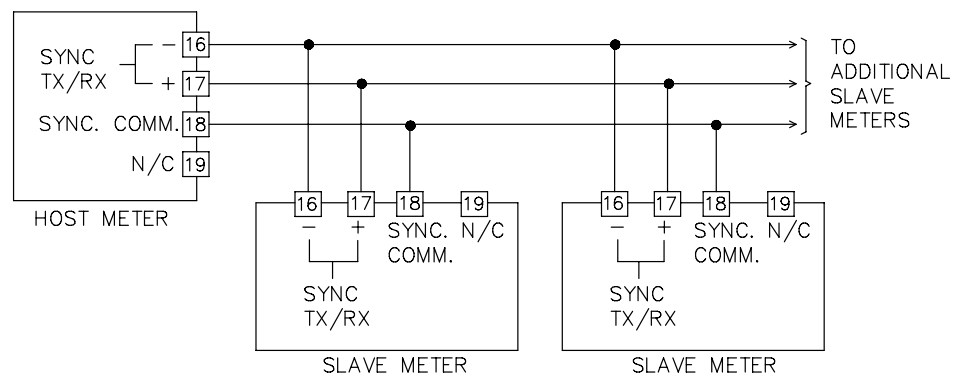 SYNC
TX/RX
− 16
+ 17
SYNC. COMM. 18
N/C 19
HOST METER
TO
ADDITIONAL
SLAVE
METERS
16 17 18 19
− + SYNC. N/C
COMM.
SYNC
TX/RX
SLAVE METER
16 17 18 19
− + SYNC. N/C
COMM.
SYNC
TX/RX
SLAVE METER